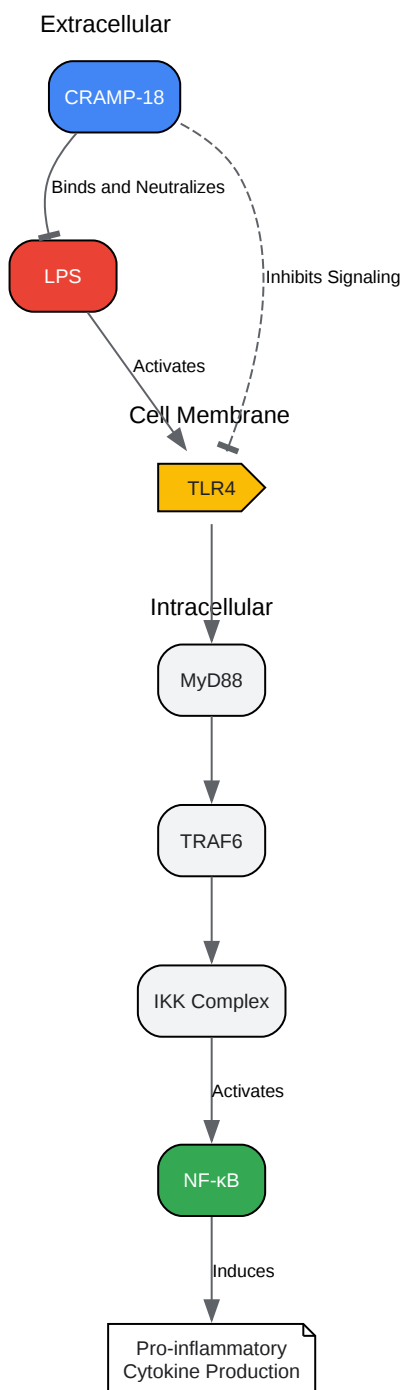 Extracellular
CRAMP-18
Binds and Neutralizes
LPS
Inhibits Signaling
Activates
Cell Membrane
TLR4
Intracellular
MyD88
TRAF6
IKK Complex
Activates
NF-κB
Induces
Pro-inflammatory
Cytokine Production